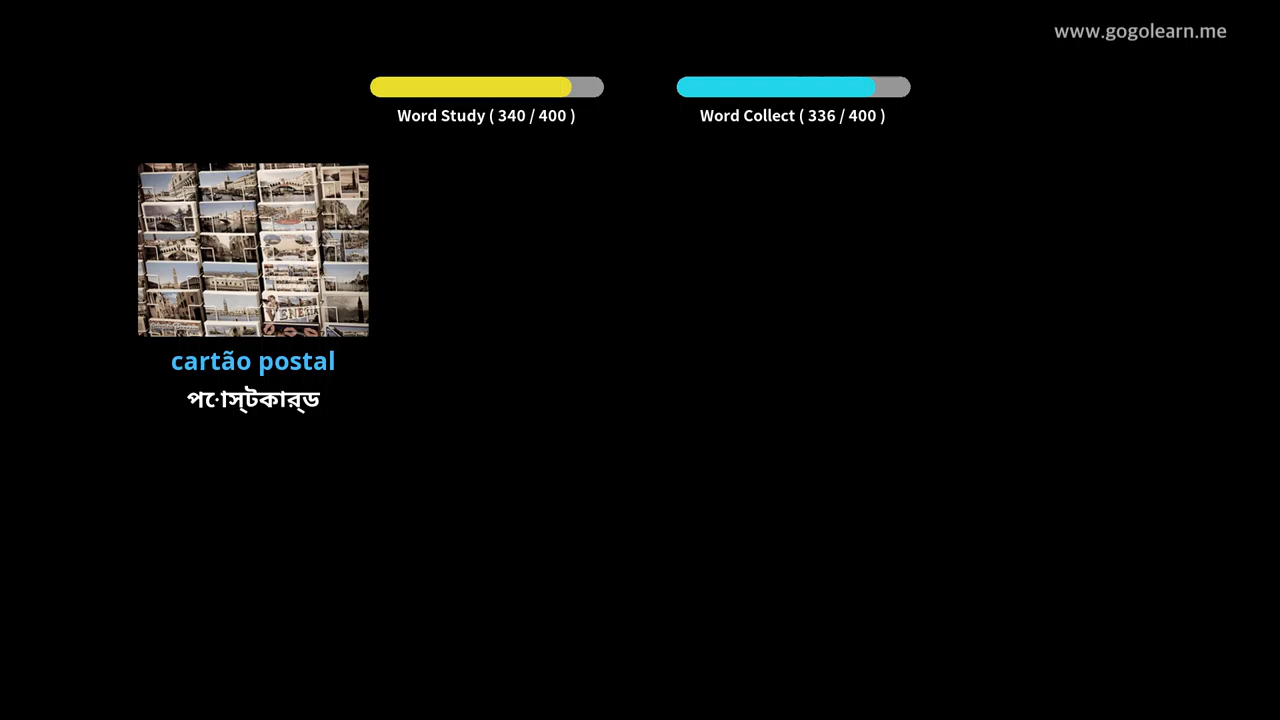 www.gogolearn.me
Word Study ( 340 / 400 )
Word Collect ( 336 / 400 )
cartão postal
পোস্টকার্ড